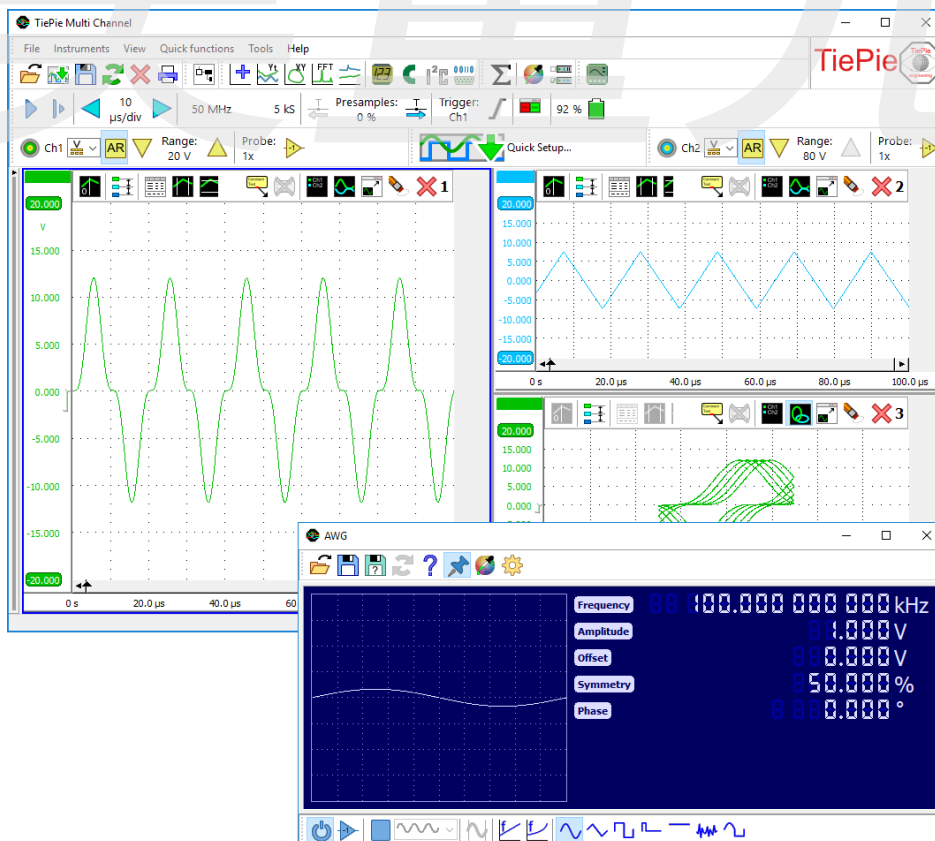 TiePie Multi Channel
File Instruments View Quick functions Tools Help
Yt XY FFT
TiePie
TiePie
engineering
10
µs/div
50 MHz
5 kS
Presamples:
0 %
Trigger:
Ch1
92 %
Ch1
AR
Range:
20 V
Probe:
1x
Quick Setup...
Ch2
AR
Range:
80 V
Probe:
1x
1
20.000
V
15.000
10.000
5.000
0.000
-5.000
-10.000
-15.000
-20.000
0 s 20.0 µs 40.0 µs 60
2
20.000
15.000
10.000
5.000
0.000
-5.000
-10.000
-15.000
-20.000
0 s 20.0 µs 40.0 µs 60.0 µs 80.0 µs 100.0 µs
3
20.000
15.000
10.000
5.000
0.000
AWG
Frequency 100.000 000 000 kHz
Amplitude 1.000 V
Offset 0.000 V
Symmetry 50.000 %
Phase 0.000 °